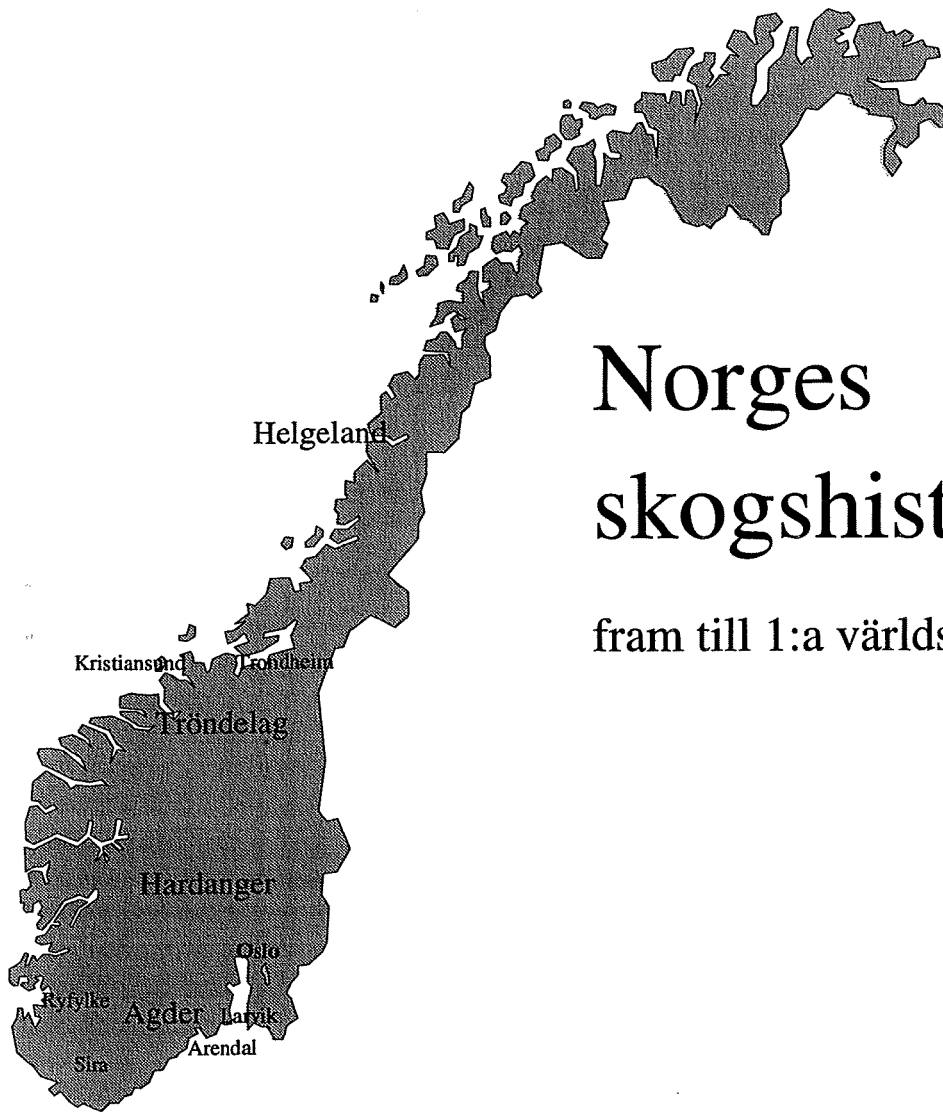 Norges
skogshist
fram till 1:a världs
Helgeland
Kristiansund
Trondheim
Tröndelag
Hardanger
Oslo
Ryfylke
Agder
Larvik
Arendal
Sira